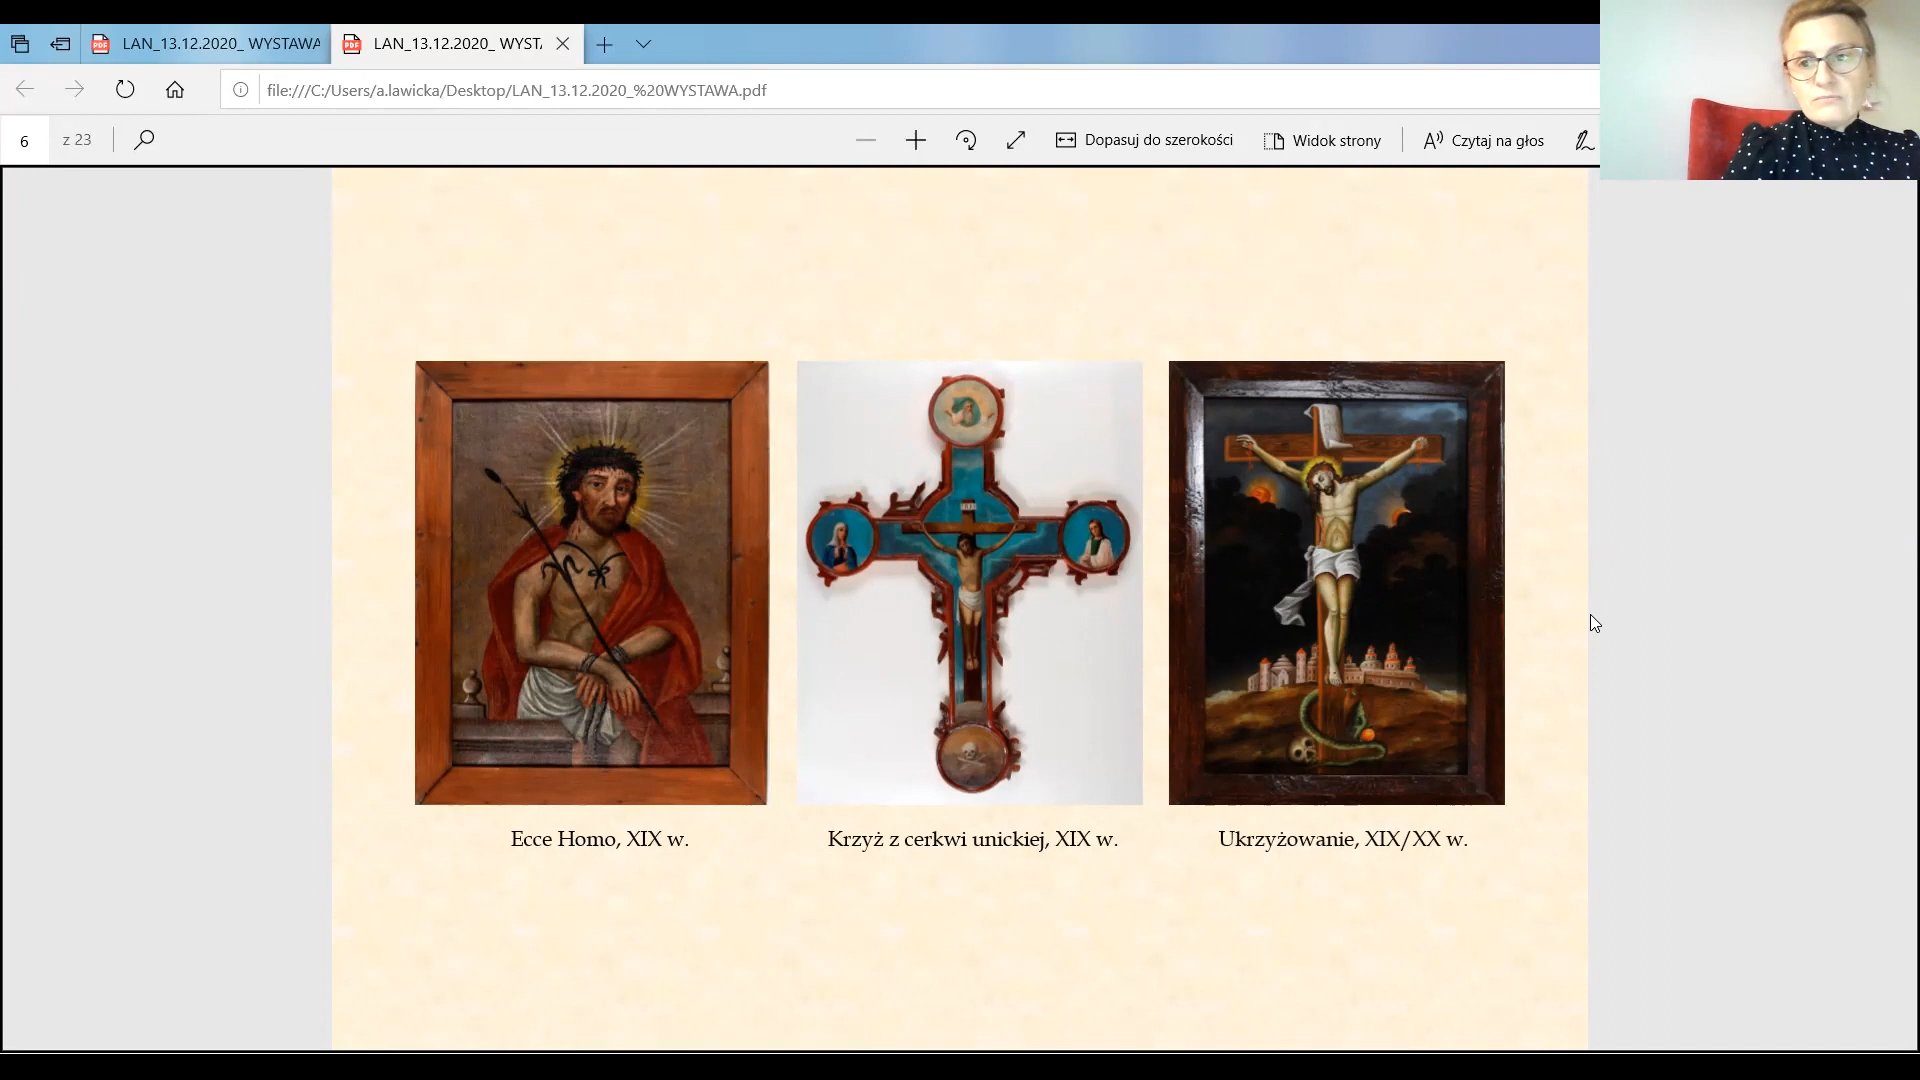 LAN_13.12.2020_ WYSTAWA
LAN_13.12.2020_ WYST
file:///C:/Users/a.lawicka/Desktop/LAN_13.12.2020_%20WYSTAWA.pdf
6 z 23
Dopasuj do szerokości
Widok strony
Czytaj na głos
Ecce Homo, XIX w.
Krzyż z cerkwi unickiej, XIX w.
Ukrzyżowanie, XIX/XX w.